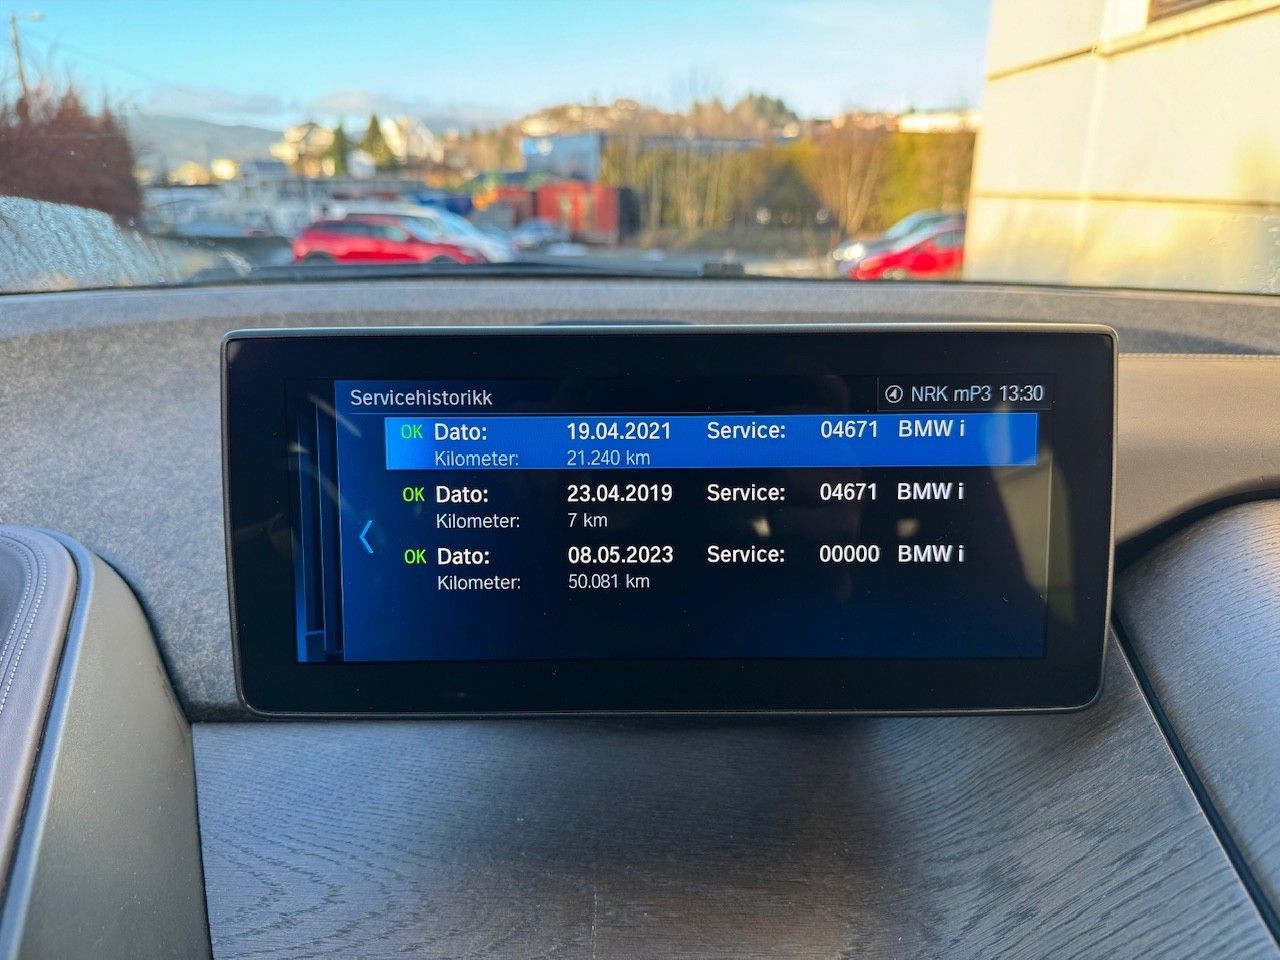 Servicehistorikk NRK mP3 13:30
OK Dato: 19.04.2021 Service: 04671 BMW i
Kilometer: 21.240 km
OK Dato: 23.04.2019 Service: 04671 BMW i
Kilometer: 7 km
OK Dato: 08.05.2023 Service: 00000 BMW i
Kilometer: 50.081 km